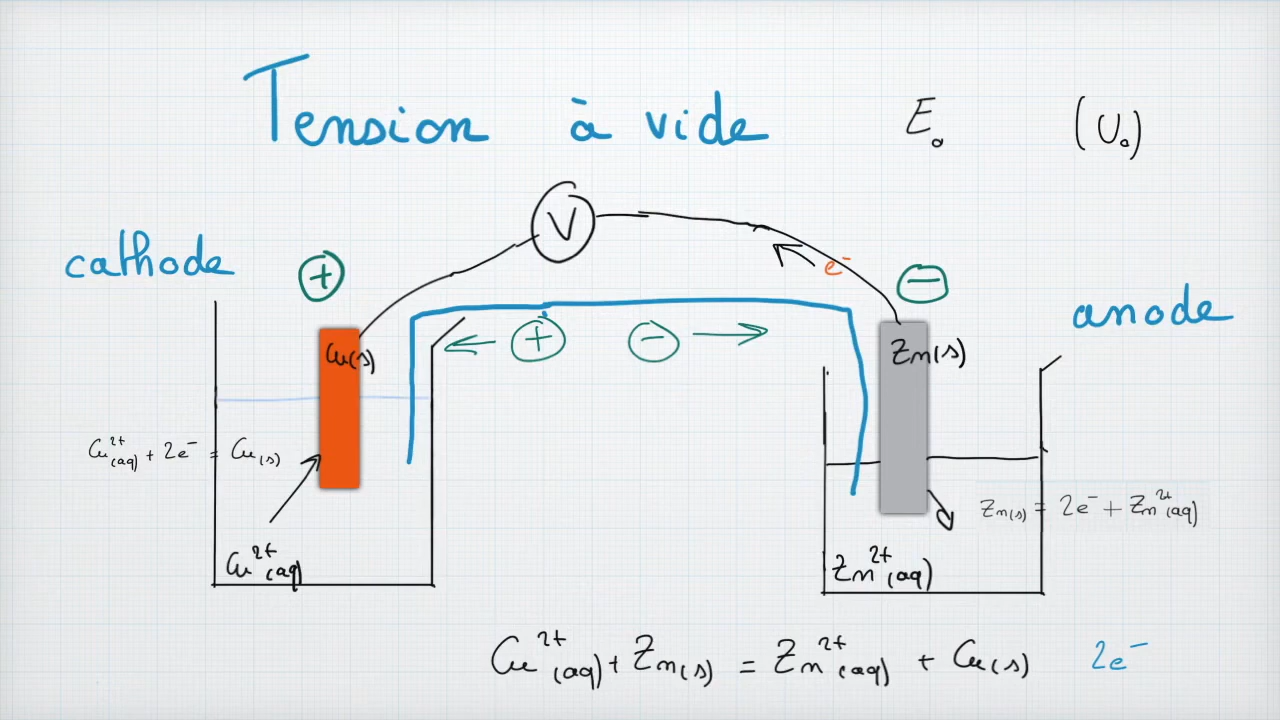 Tension à vide E₀ (U₀)
V
cathode + e⁻ − anode
Cu(s) + − Zn(s)
Cu²⁺(aq) + 2e⁻ = Cu(s)
Zn(s) = 2e⁻ + Zn²⁺(aq)
Cu²⁺(aq) Zn²⁺(aq)
Cu²⁺(aq) + Zn(s) = Zn²⁺(aq) + Cu(s) 2e⁻